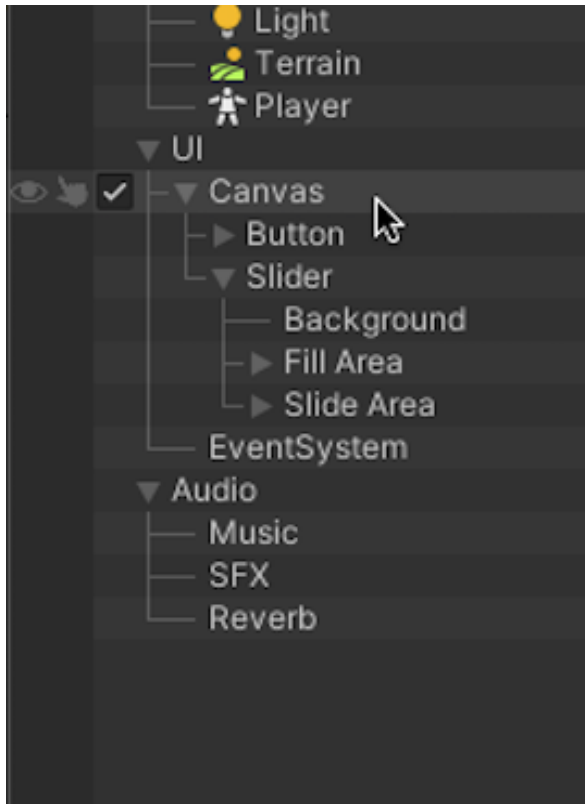 Light
Terrain
Player
UI
Canvas
Button
Slider
Background
Fill Area
Slide Area
EventSystem
Audio
Music
SFX
Reverb